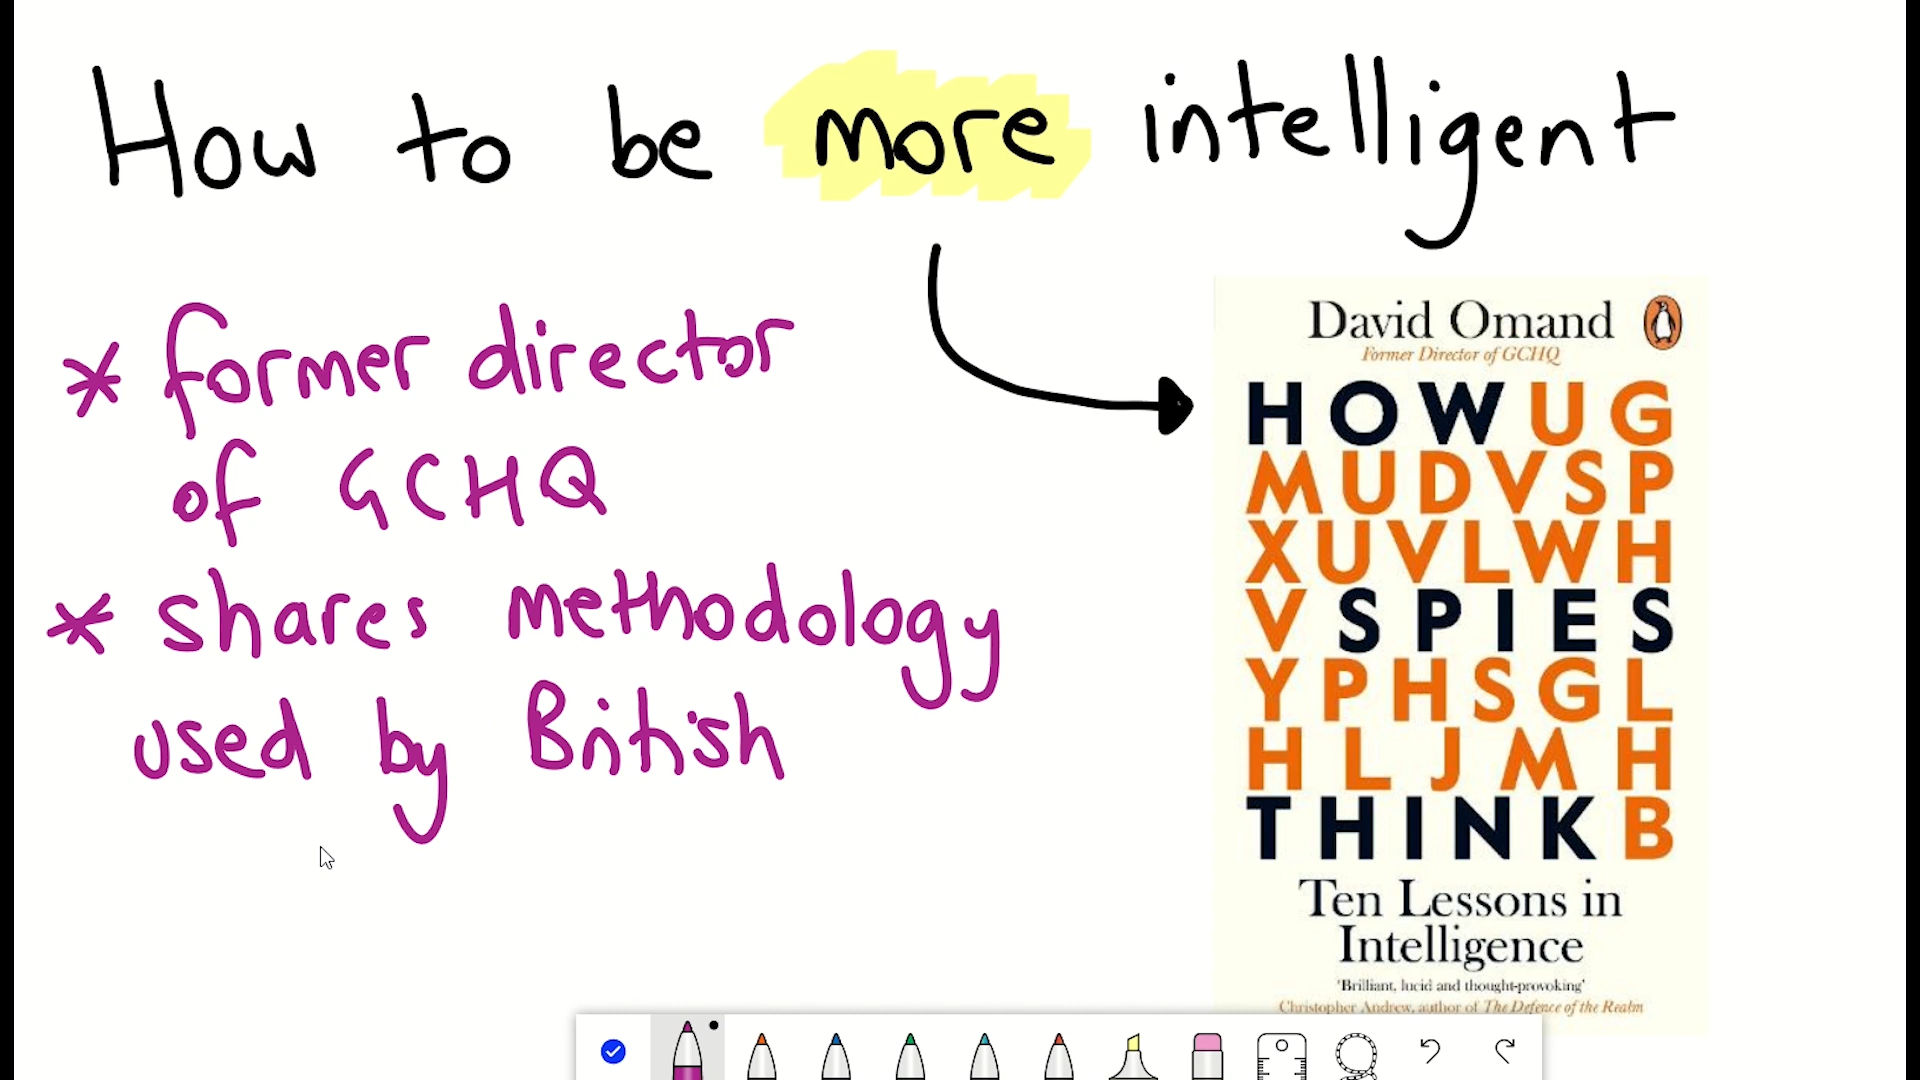 How to be more intelligent
* former director
of GCHQ
* shares methodology
used by British
David Omand
Former Director of GCHQ
HOWUG
MUDVSP
XUVLWH
VSPIES
YPHSGL
HLJMH
THINKB
Ten Lessons in
Intelligence
'Brilliant, lucid and thought-provoking'
Christopher Andrew, author of The Defence of the Realm